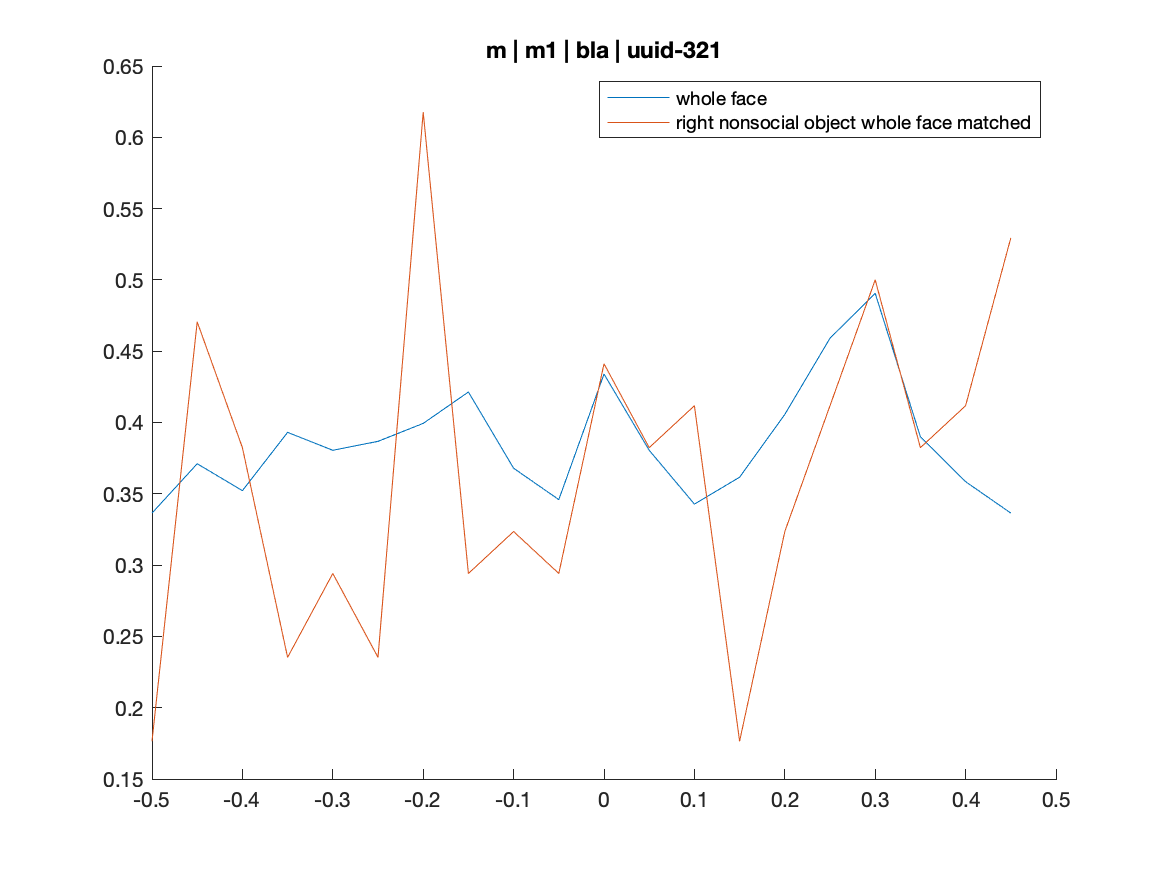 m | m1 | bla | uuid-321
whole face
right nonsocial object whole face matched
0.65
0.6
0.55
0.5
0.45
0.4
0.35
0.3
0.25
0.2
0.15
-0.5 -0.4 -0.3 -0.2 -0.1 0 0.1 0.2 0.3 0.4 0.5